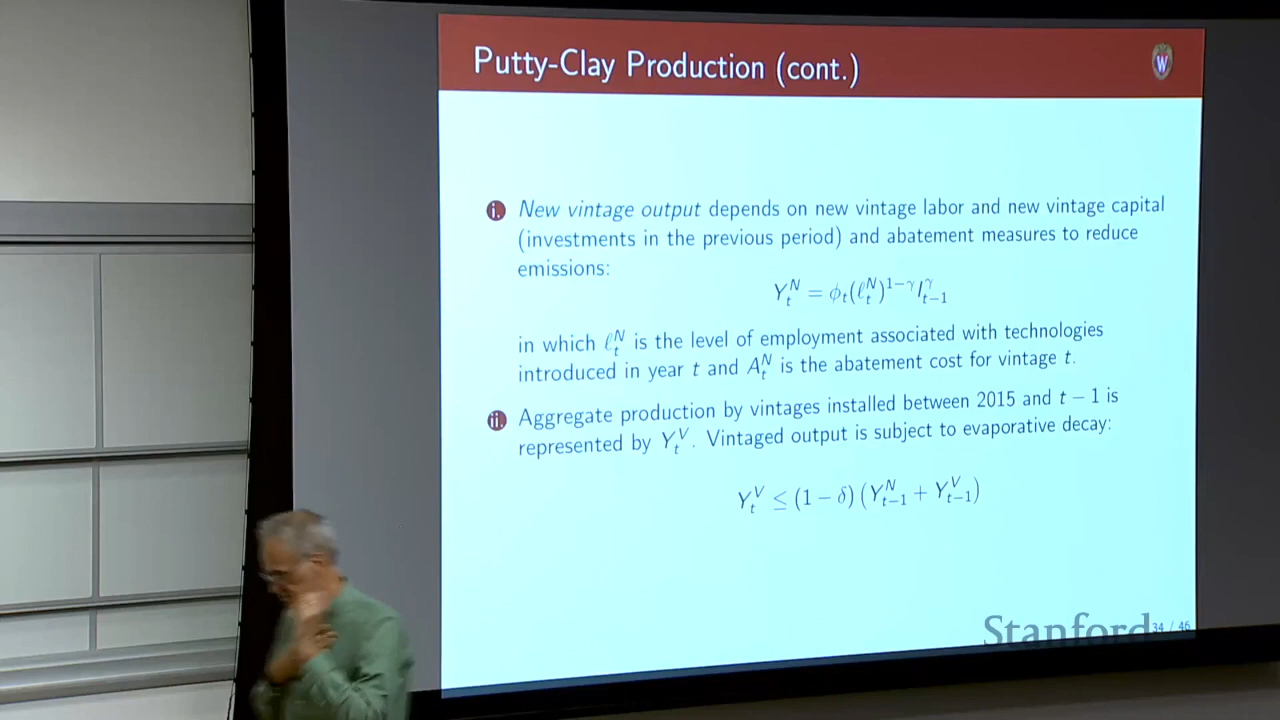 Putty-Clay Production (cont.)
W
i. New vintage output depends on new vintage labor and new vintage capital
(investments in the previous period) and abatement measures to reduce
emissions:
Y_t^N = ϕ_t(ℓ_t^N)^{1−γ} I_{t−1}^γ
in which ℓ_t^N is the level of employment associated with technologies
introduced in year t and A_t^N is the abatement cost for vintage t.
ii. Aggregate production by vintages installed between 2015 and t − 1 is
represented by Y_t^V. Vintaged output is subject to evaporative decay:
Y_t^V ≤ (1 − δ) (Y_{t−1}^N + Y_{t−1}^V)
Stanford
34 / 46